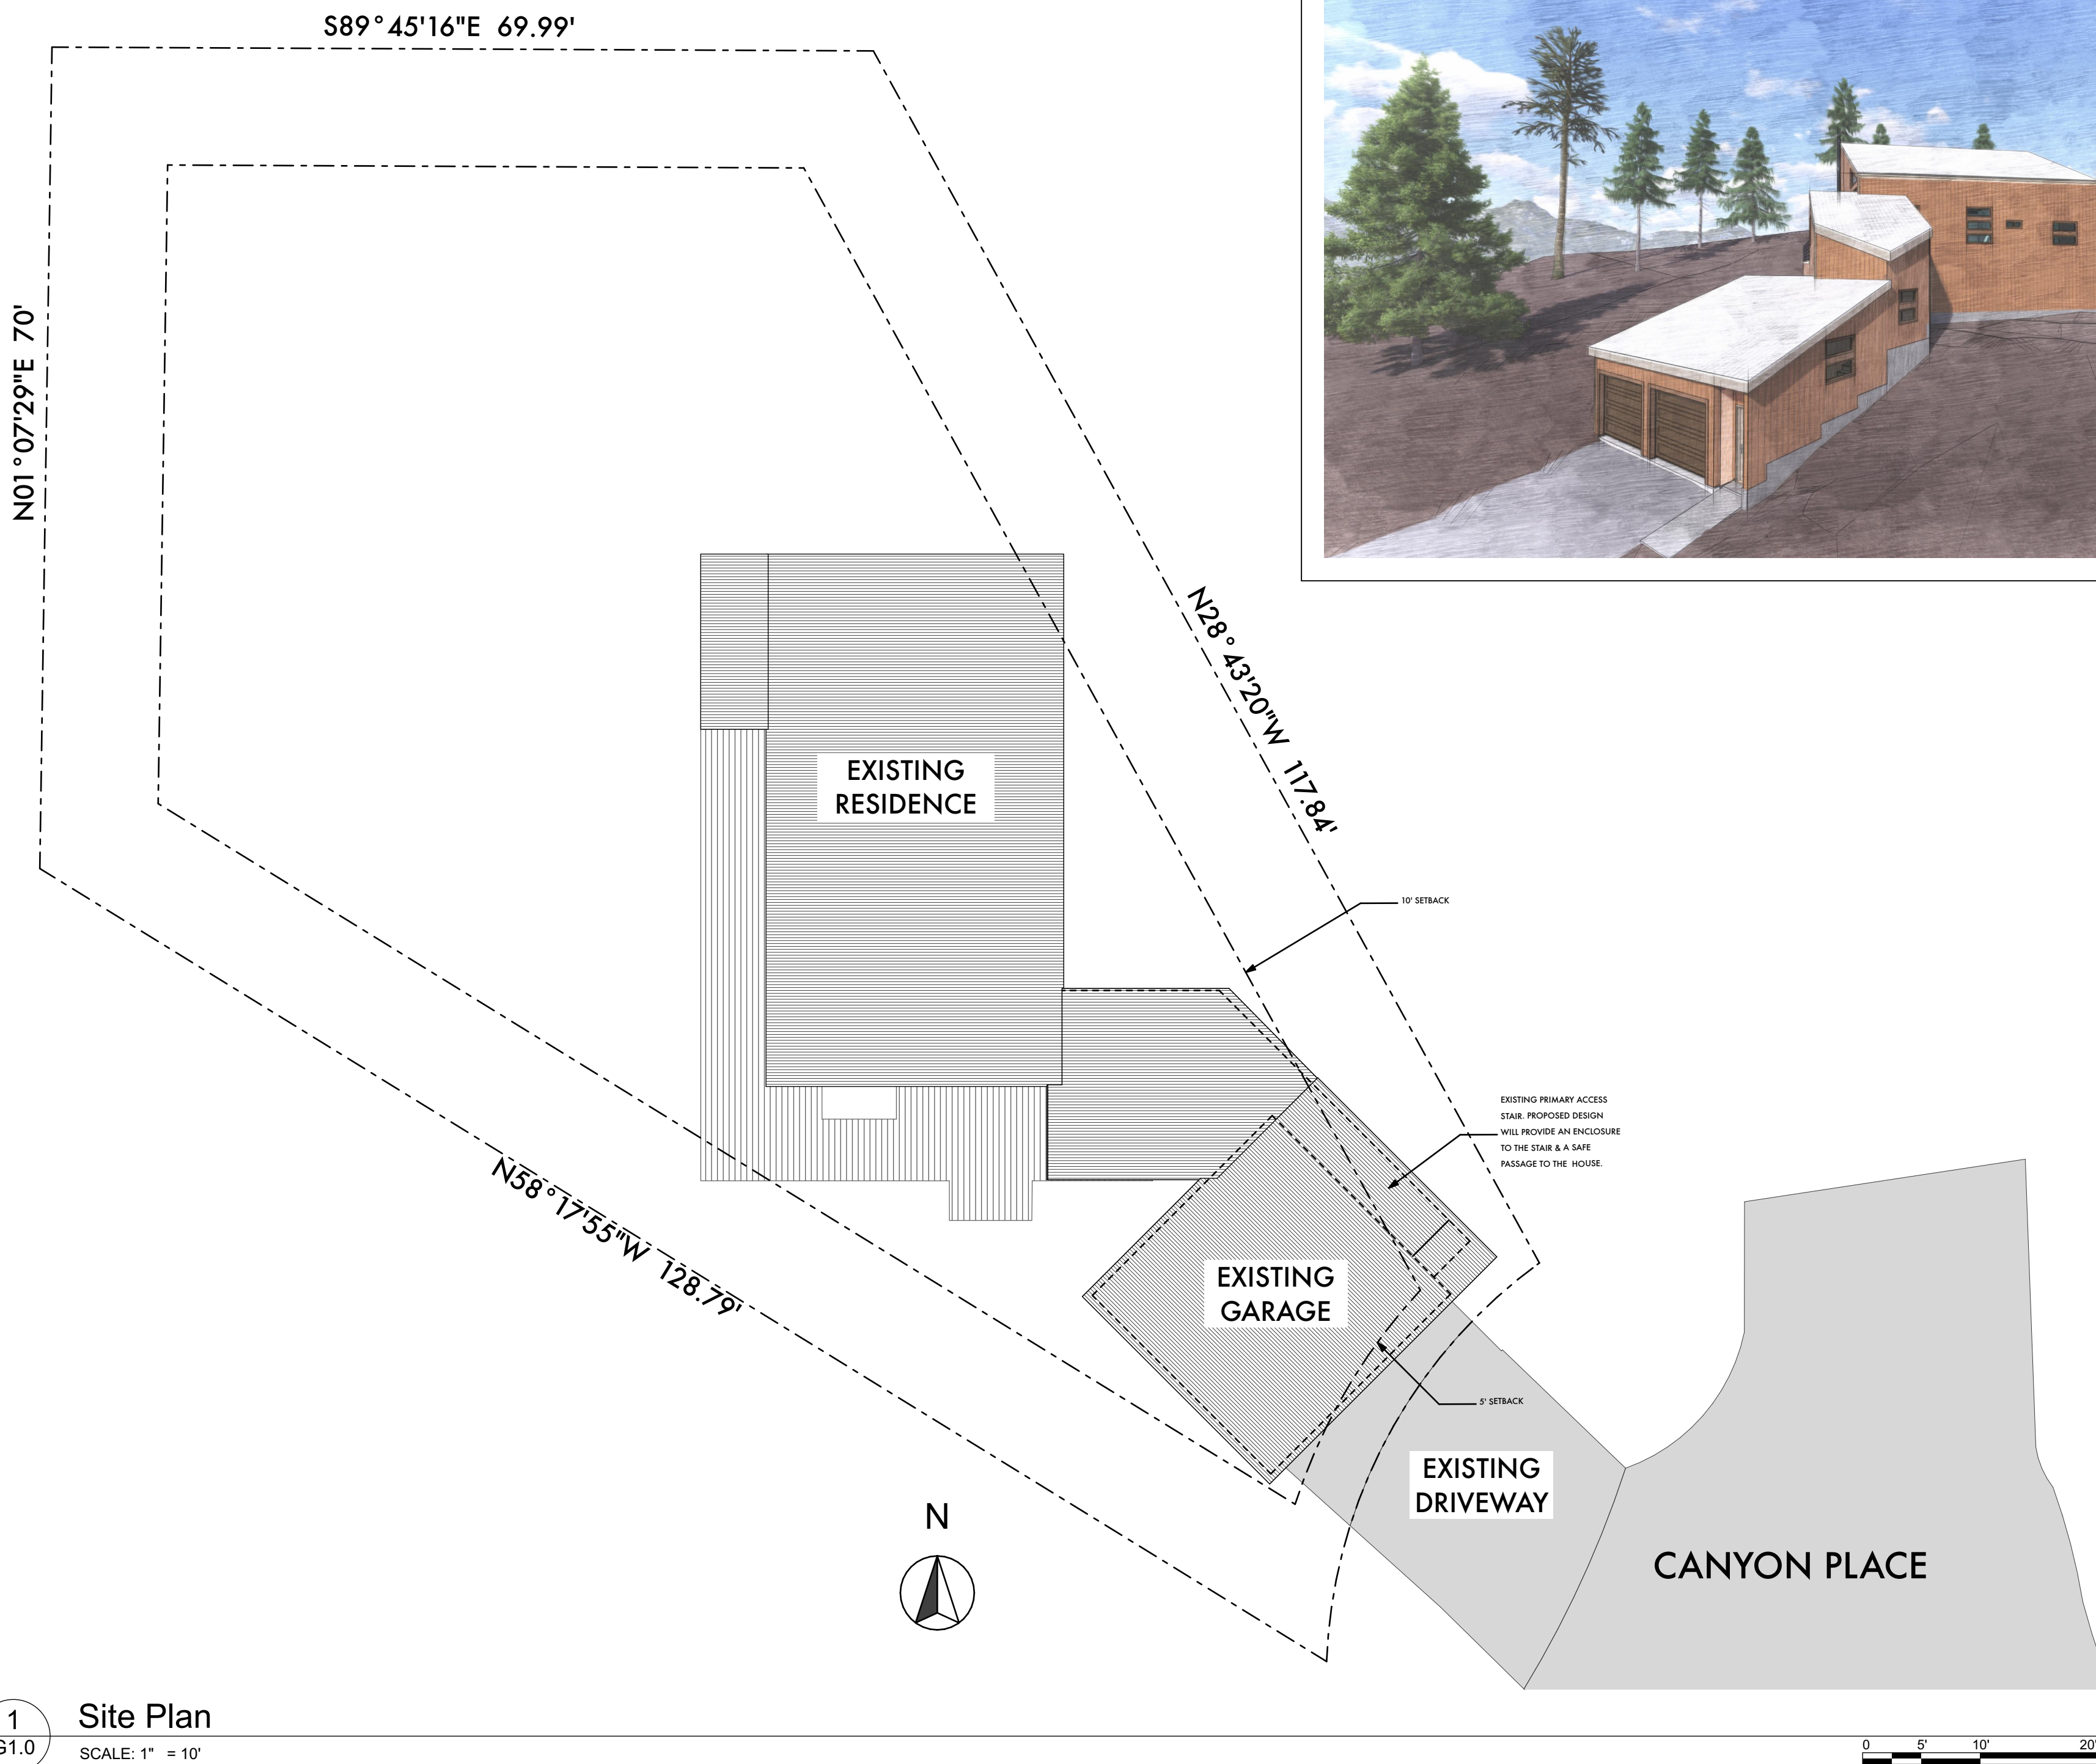 S89°45'16"E 69.99'
N01°07'29"E 70'
N28°43'20"W 117.84'
EXISTING
RESIDENCE
10' SETBACK
EXISTING PRIMARY ACCESS
STAIR. PROPOSED DESIGN
WILL PROVIDE AN ENCLOSURE
TO THE STAIR & A SAFE
PASSAGE TO THE HOUSE.
N58°17'55"W 128.79'
EXISTING
GARAGE
5' SETBACK
EXISTING
DRIVEWAY
N
CANYON PLACE
1
G1.0
Site Plan
SCALE: 1" = 10'
0 5' 10' 20'